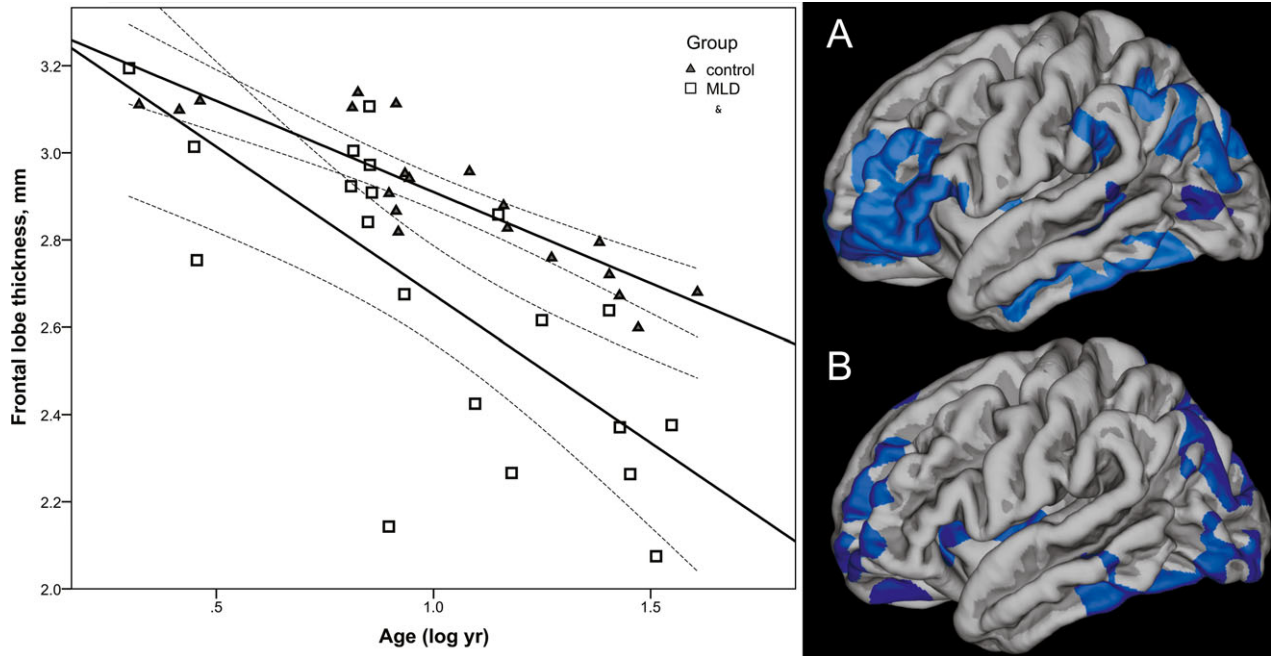 Group
control
MLD
&
3.2
3.0
2.8
2.6
2.4
2.2
2.0
Frontal lobe thickness, mm
.5
1.0
1.5
Age (log yr)
A
B